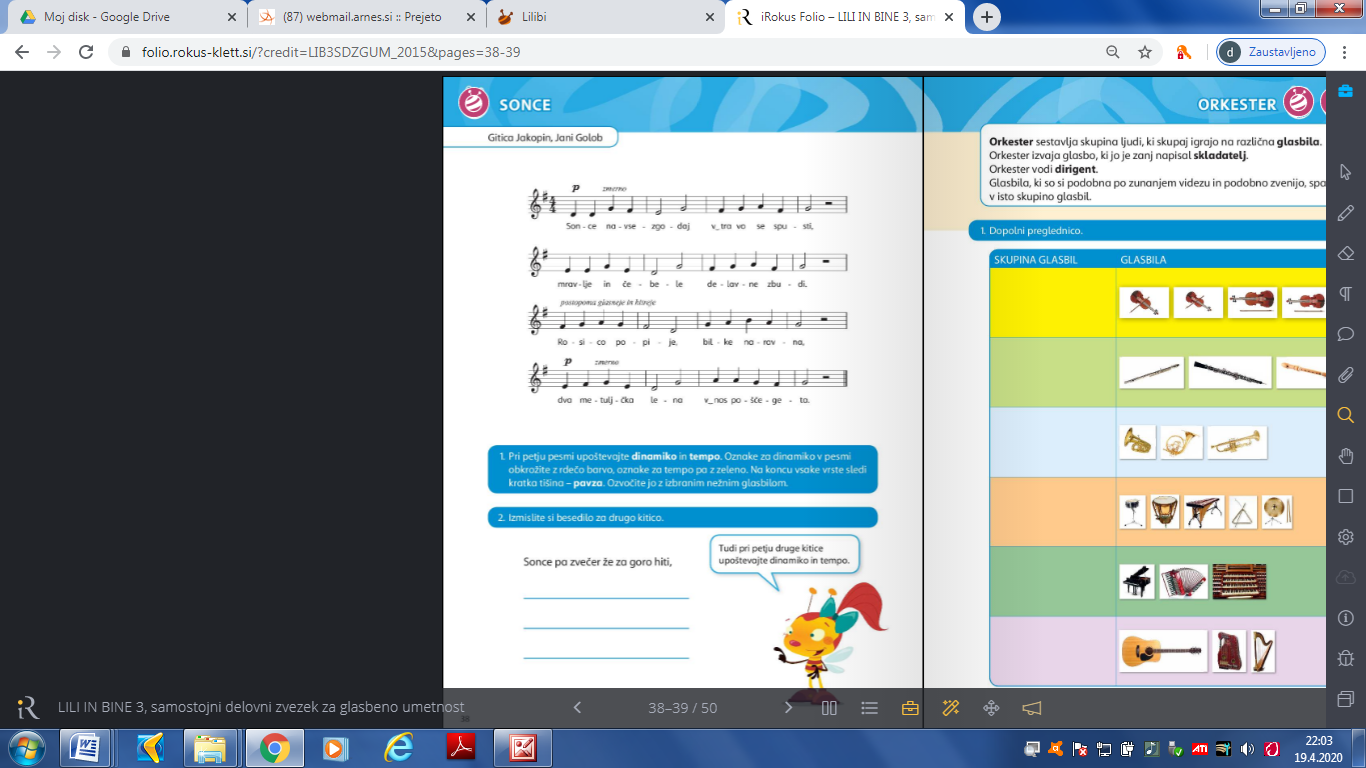 Moj disk - Google Drive
(87) webmail.arnes.si :: Prejeto
Lilibi
iRokus Folio – LILI IN BINE 3, sam
folio.rokus-klett.si/?credit=LIB3SDZGUM_2015&pages=38-39
d Zaustavljeno
SONCE
Gitica Jakopin, Jani Golob
p zmerno
Son - ce na - vse - zgo - daj v_tra vo se spu - sti,
mrav - lje in če - be - le de - lav - ne zbu - di.
postopoma glasneje in hitreje
Ro - si - co po - pi - je, bil - ke na - rav - na,
p zmerno
dva me - tulj - čka le - na v_nos po - šče - ge - ta.
1. Pri petju pesmi upoštevajte dinamiko in tempo. Oznake za dinamiko v pesmi
obkrožite z rdečo barvo, oznake za tempo pa z zeleno. Na koncu vsake vrste sledi
kratka tišina – pavza. Ozvočite jo z izbranim nežnim glasbilom.
2. Izmislite si besedilo za drugo kitico.
Sonce pa zvečer že za goro hiti,
Tudi pri petju druge kitice
upoštevajte dinamiko in tempo.
38
ORKESTER
Orkester sestavlja skupina ljudi, ki skupaj igrajo na različna glasbila.
Orkester izvaja glasbo, ki jo je zanj napisal skladatelj.
Orkester vodi dirigent.
Glasbila, ki so si podobna po zunanjem videzu in podobno zvenijo, spa
v isto skupino glasbil.
1. Dopolni preglednico.
SKUPINA GLASBIL GLASBILA
LILI IN BINE 3, samostojni delovni zvezek za glasbeno umetnost
38–39 / 50
22:03
19.4.2020